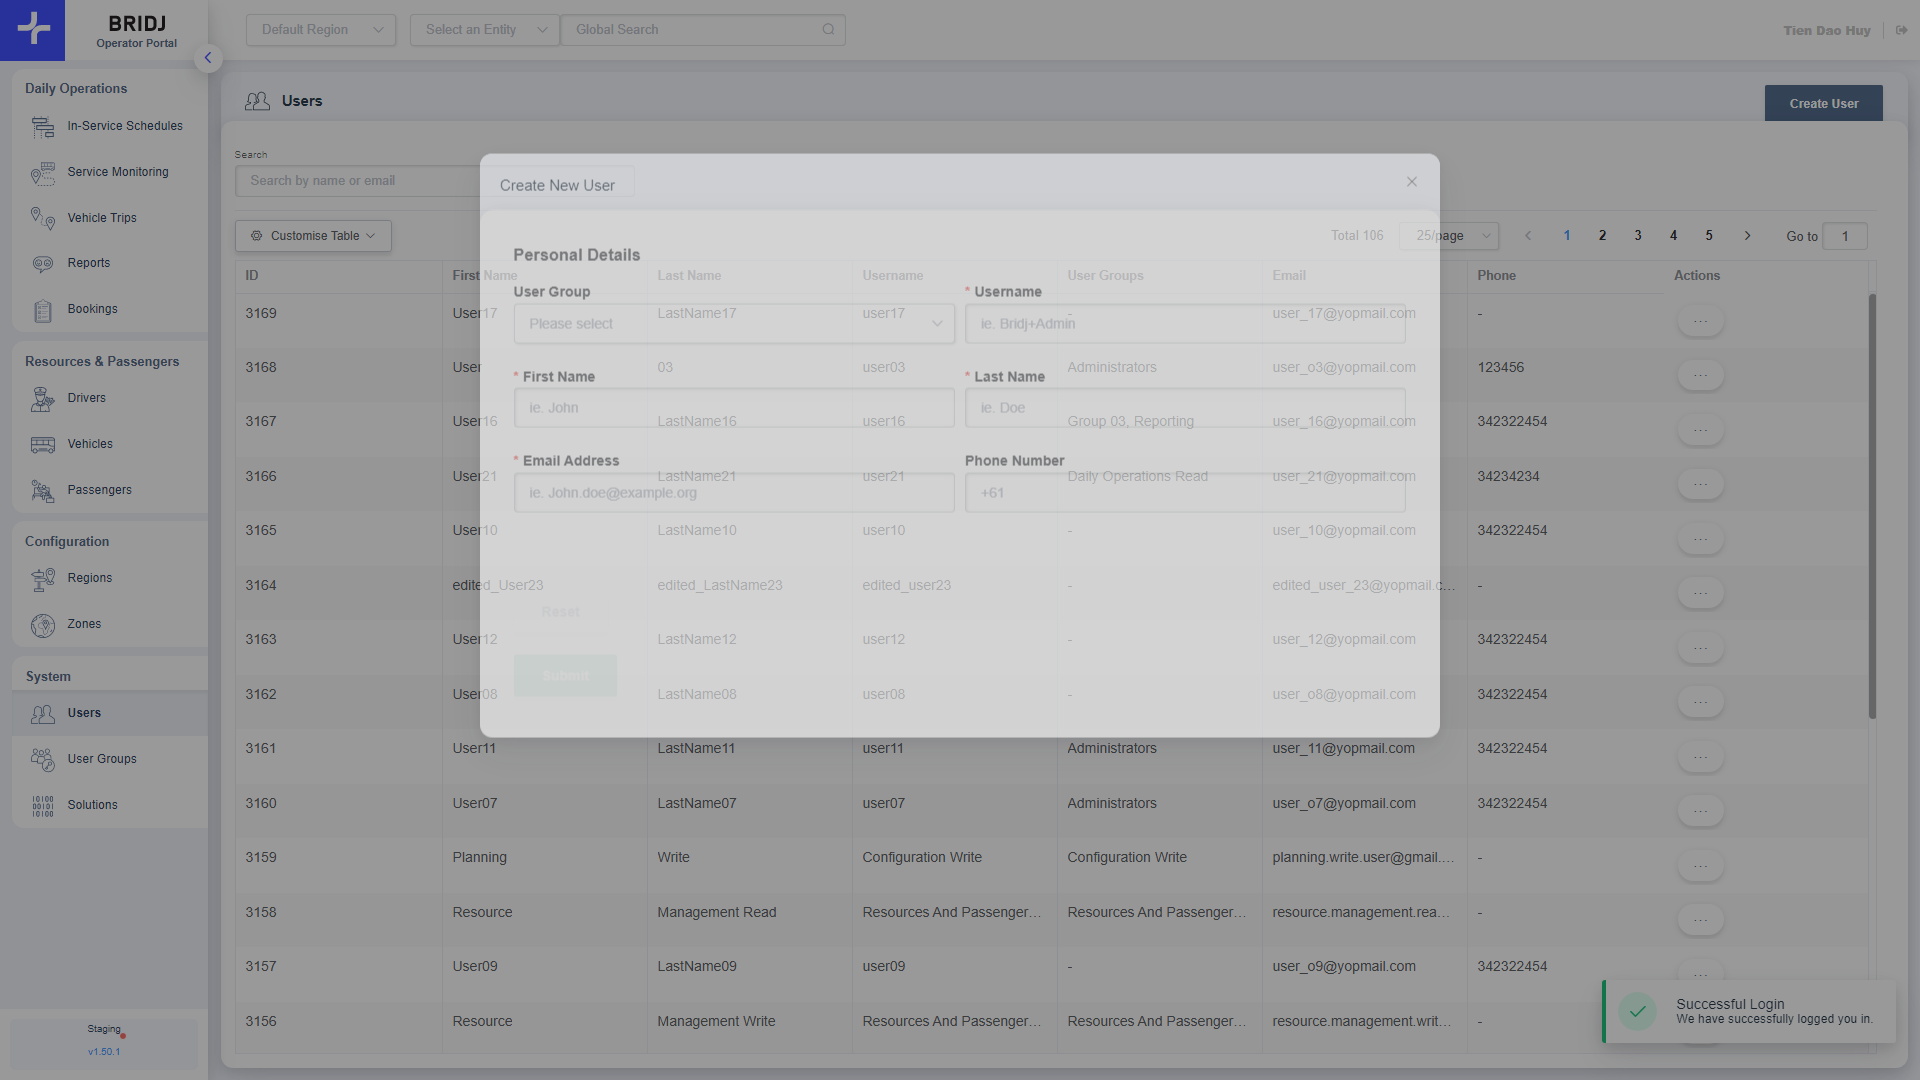 BRIDJ
Operator Portal
Default Region
Select an Entity
Global Search
Tien Dao Huy
Daily Operations
In-Service Schedules
Service Monitoring
Vehicle Trips
Reports
Bookings
Resources & Passengers
Drivers
Vehicles
Passengers
Configuration
Regions
Zones
System
Users
User Groups
Solutions
Staging
v1.50.1
Users
Create User
Search
Search by name or email
Customise Table
Total 106
25/page
1 2 3 4 5
Go to 1
ID First Name Last Name Username User Groups Email Phone Actions
3169 User17 LastName17 user17 user_17@yopmail.com - ...
3168 User 03 user03 Administrators user_o3@yopmail.com 123456 ...
3167 User16 LastName16 user16 Group 03, Reporting user_16@yopmail.com 342322454 ...
3166 User21 LastName21 user21 Daily Operations Read user_21@yopmail.com 34234234 ...
3165 User10 LastName10 user10 - user_10@yopmail.com 342322454 ...
3164 edited_User23 edited_LastName23 edited_user23 - edited_user_23@yopmail.c... - ...
3163 User12 LastName12 user12 - user_12@yopmail.com 342322454 ...
3162 User08 LastName08 user08 - user_o8@yopmail.com 342322454 ...
3161 User11 LastName11 user11 Administrators user_11@yopmail.com 342322454 ...
3160 User07 LastName07 user07 Administrators user_o7@yopmail.com 342322454 ...
3159 Planning Write Configuration Write Configuration Write planning.write.user@gmail.... - ...
3158 Resource Management Read Resources And Passenger... Resources And Passenger... resource.management.rea... - ...
3157 User09 LastName09 user09 - user_o9@yopmail.com 342322454 ...
3156 Resource Management Write Resources And Passenger... Resources And Passenger... resource.management.writ... -
Create New User
Personal Details
User Group
Please select
* Username
ie. Bridj+Admin
* First Name
ie. John
* Last Name
ie. Doe
* Email Address
ie. John.doe@example.org
Phone Number
+61
Reset
Submit
Successful Login
We have successfully logged you in.